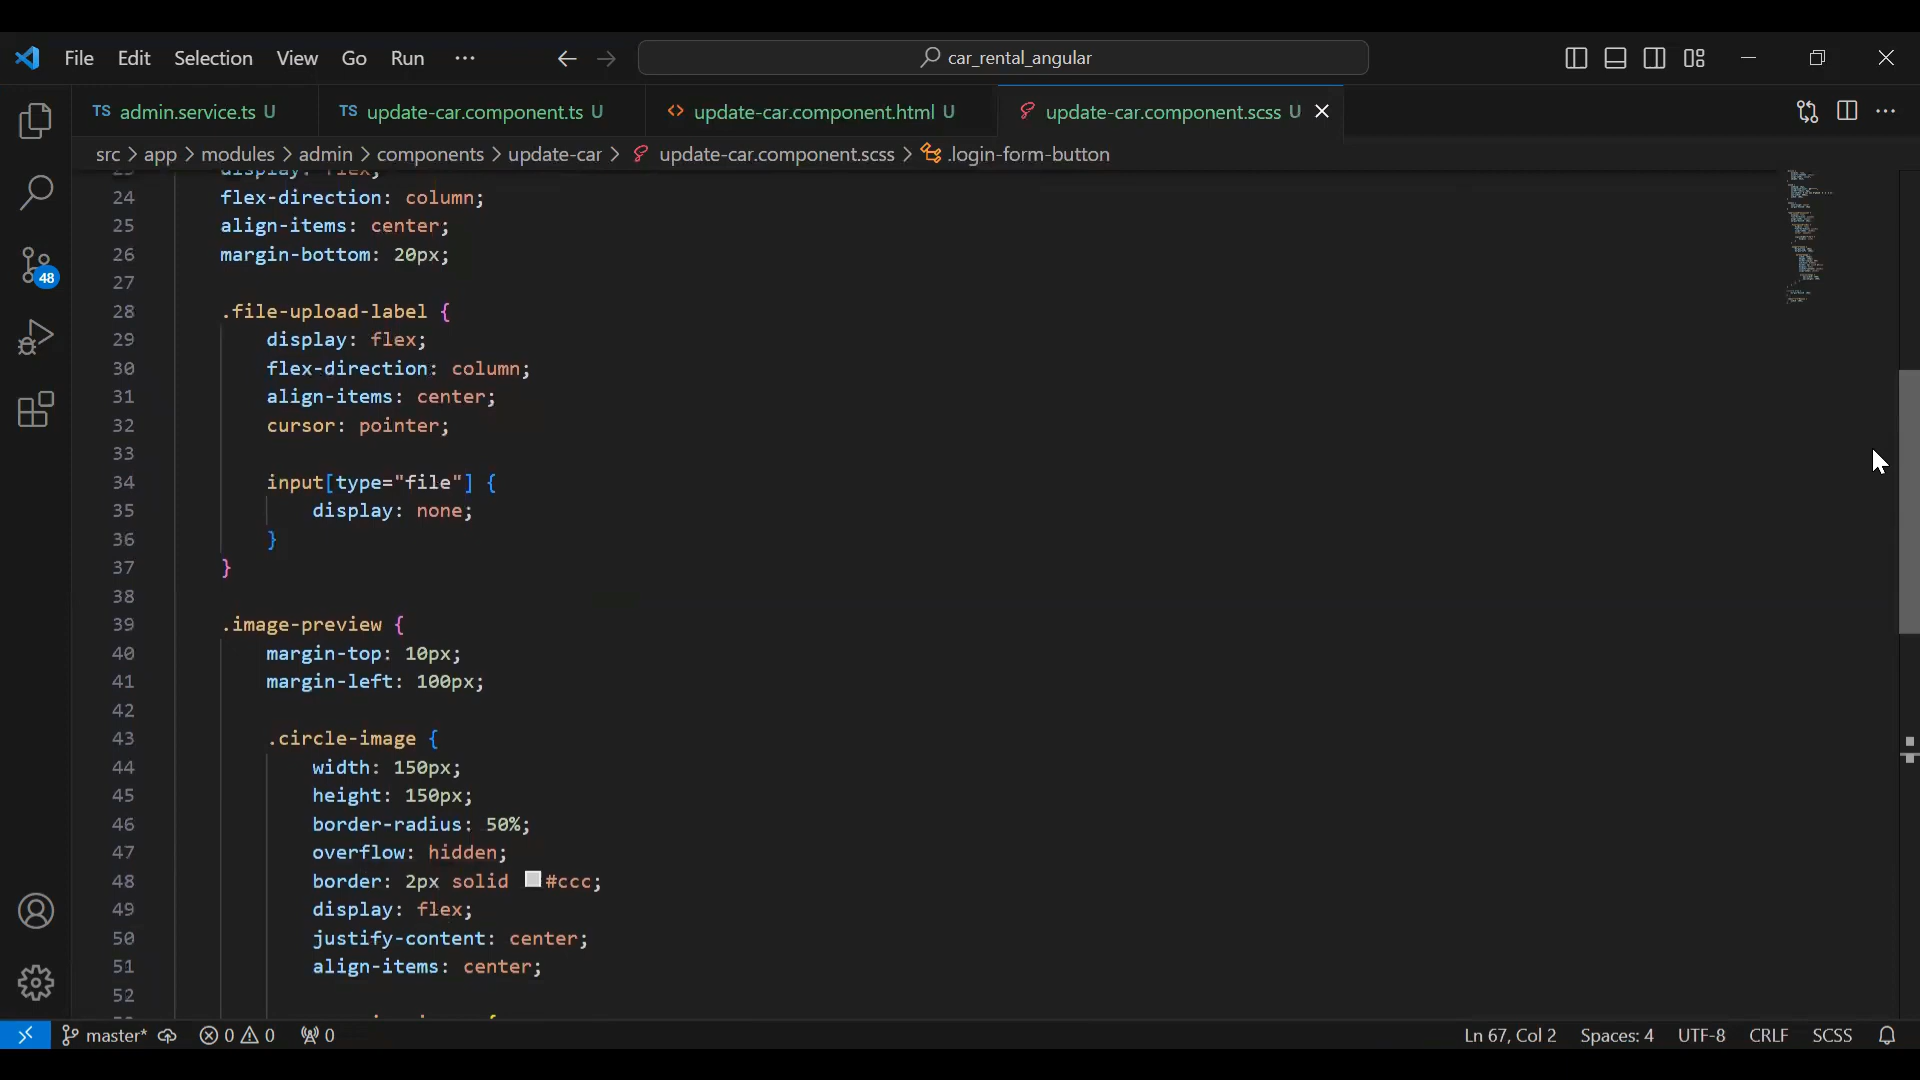 File Edit Selection View Go Run ··· car_rental_angular
TS admin.service.ts U TS update-car.component.ts U <> update-car.component.html U update-car.component.scss U
src > app > modules > admin > components > update-car > update-car.component.scss > .login-form-button
23 display: flex;
24 flex-direction: column;
25 align-items: center;
26 margin-bottom: 20px;
27
28 .file-upload-label {
29 display: flex;
30 flex-direction: column;
31 align-items: center;
32 cursor: pointer;
33
34 input[type="file"] {
35 display: none;
36 }
37 }
38
39 .image-preview {
40 margin-top: 10px;
41 margin-left: 100px;
42
43 .circle-image {
44 width: 150px;
45 height: 150px;
46 border-radius: 50%;
47 overflow: hidden;
48 border: 2px solid #ccc;
49 display: flex;
50 justify-content: center;
51 align-items: center;
52
48
master* 0 0 0 Ln 67, Col 2 Spaces: 4 UTF-8 CRLF SCSS